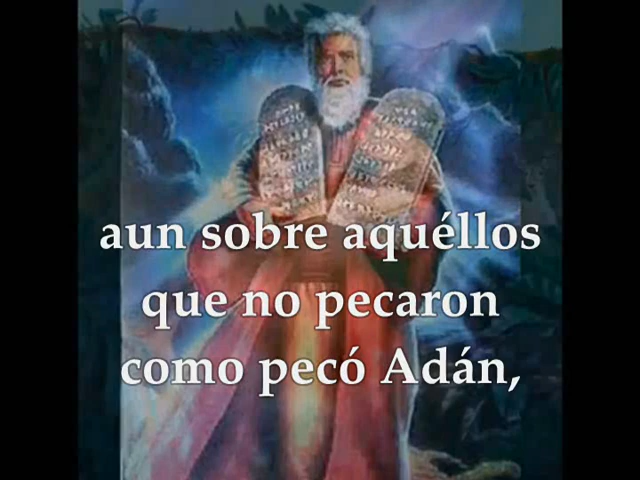 aun sobre aquéllos
que no pecaron
como pecó Adán,